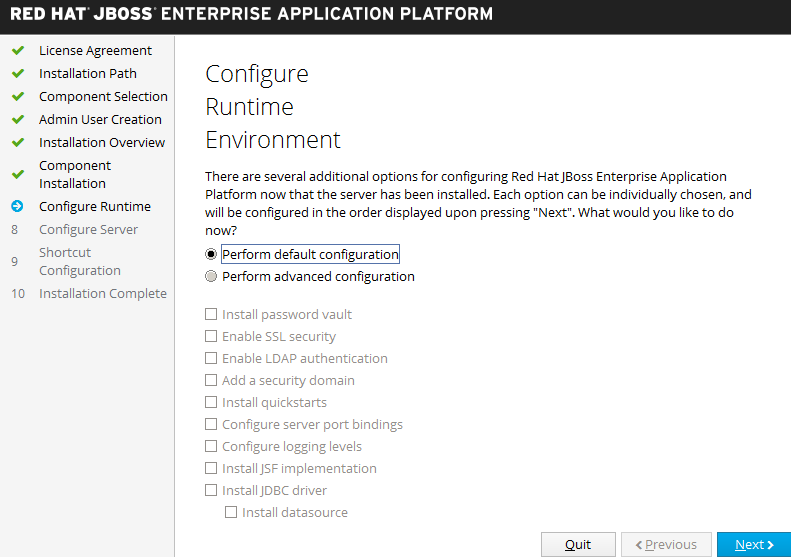 RED HAT® JBOSS® ENTERPRISE APPLICATION PLATFORM
License Agreement
Installation Path
Component Selection
Admin User Creation
Installation Overview
Component
Installation
Configure Runtime
8 Configure Server
9 Shortcut
Configuration
10 Installation Complete
Configure
Runtime
Environment
There are several additional options for configuring Red Hat JBoss Enterprise Application
Platform now that the server has been installed. Each option can be individually chosen, and
will be configured in the order displayed upon pressing "Next". What would you like to do
now?
Perform default configuration
Perform advanced configuration
Install password vault
Enable SSL security
Enable LDAP authentication
Add a security domain
Install quickstarts
Configure server port bindings
Configure logging levels
Install JSF implementation
Install JDBC driver
Install datasource
Quit
Previous
Next